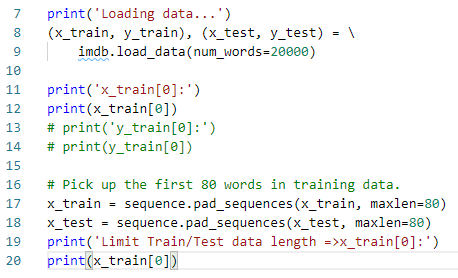 7 print('Loading data...')
8 (x_train, y_train), (x_test, y_test) = \
9 imdb.load_data(num_words=20000)
10
11 print('x_train[0]:')
12 print(x_train[0])
13 # print('y_train[0]:')
14 # print(y_train[0])
15
16 # Pick up the first 80 words in training data.
17 x_train = sequence.pad_sequences(x_train, maxlen=80)
18 x_test = sequence.pad_sequences(x_test, maxlen=80)
19 print('Limit Train/Test data length =>x_train[0]:')
20 print(x_train[0])